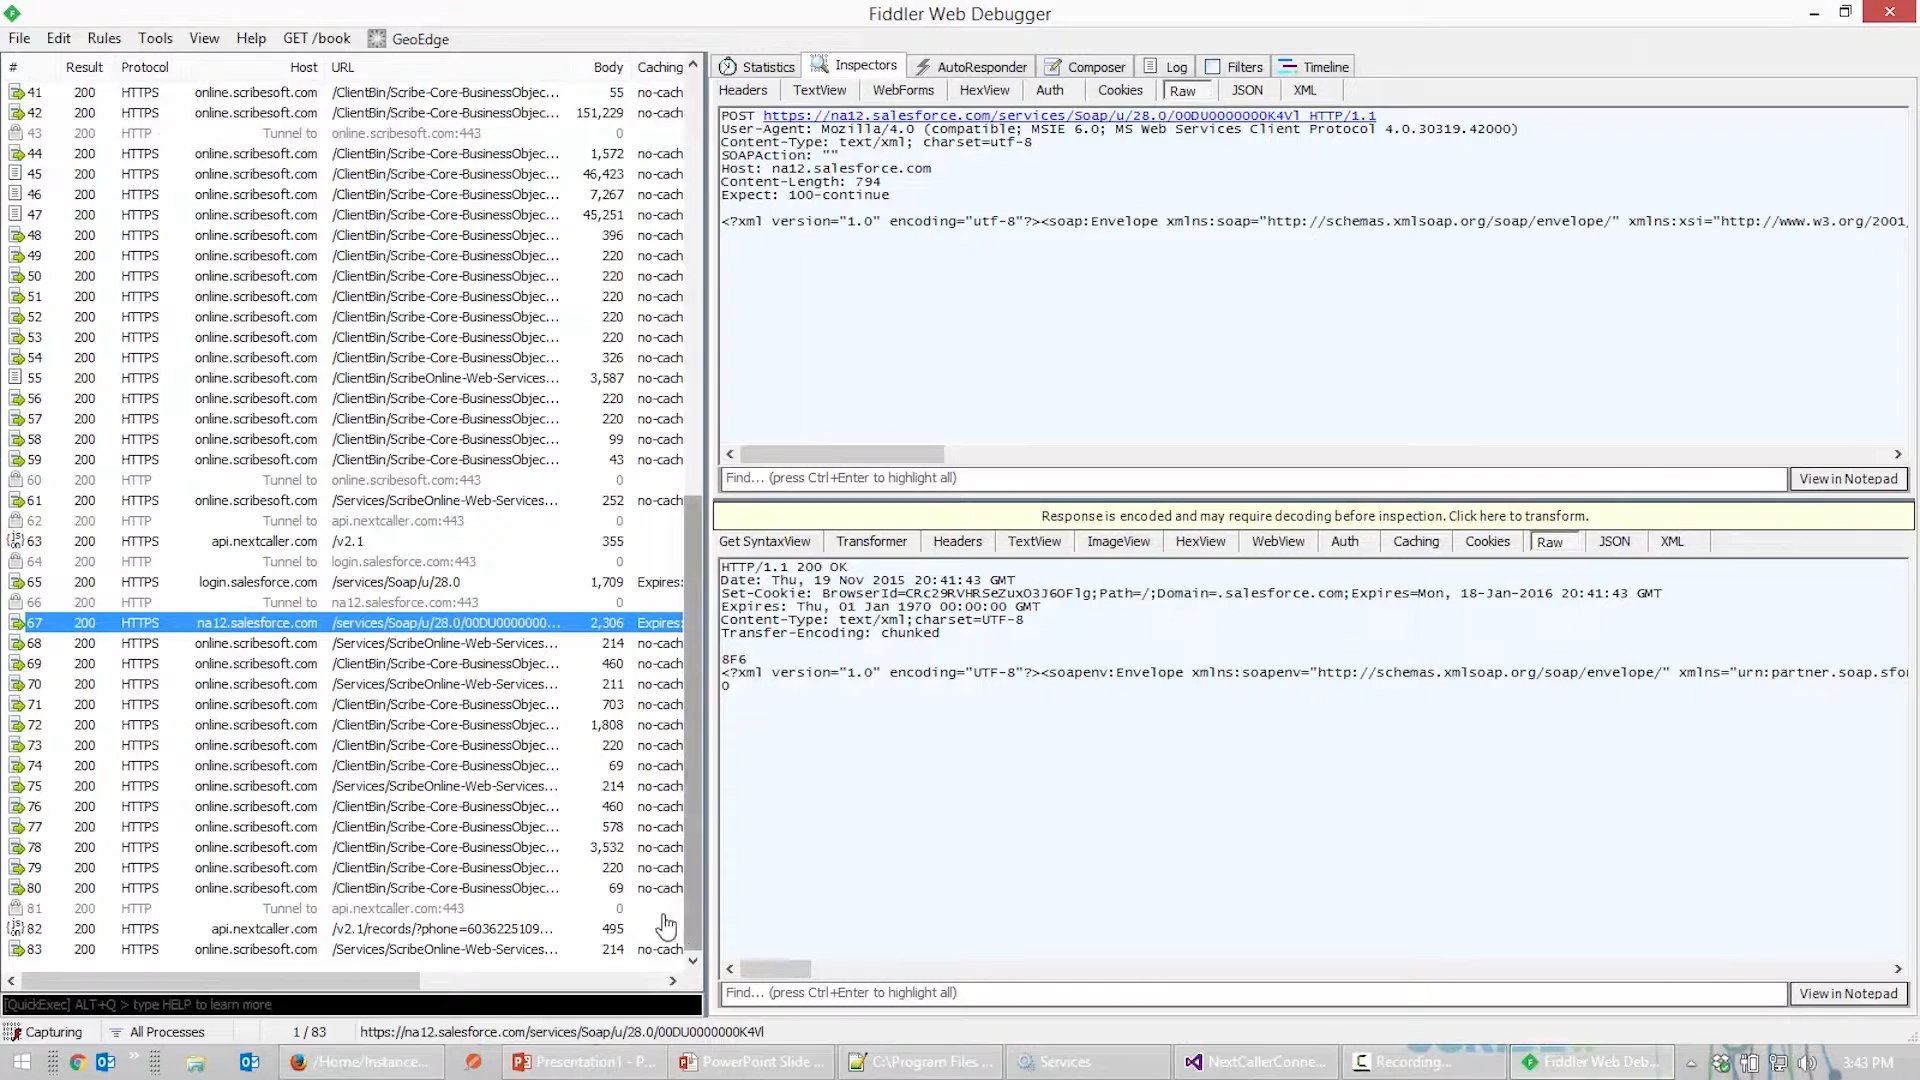 Fiddler Web Debugger
File Edit Rules Tools View Help GET /book GeoEdge
# Result Protocol Host URL Body Caching
41 200 HTTPS online.scribesoft.com /ClientBin/Scribe-Core-BusinessObjec... 55 no-cach
42 200 HTTPS online.scribesoft.com /ClientBin/Scribe-Core-BusinessObjec... 151,229 no-cach
43 200 HTTP Tunnel to online.scribesoft.com:443 0
44 200 HTTPS online.scribesoft.com /ClientBin/Scribe-Core-BusinessObjec... 1,572 no-cach
45 200 HTTPS online.scribesoft.com /ClientBin/Scribe-Core-BusinessObjec... 46,423 no-cach
46 200 HTTPS online.scribesoft.com /ClientBin/Scribe-Core-BusinessObjec... 7,267 no-cach
47 200 HTTPS online.scribesoft.com /ClientBin/Scribe-Core-BusinessObjec... 45,251 no-cach
48 200 HTTPS online.scribesoft.com /ClientBin/Scribe-Core-BusinessObjec... 396 no-cach
49 200 HTTPS online.scribesoft.com /ClientBin/Scribe-Core-BusinessObjec... 220 no-cach
50 200 HTTPS online.scribesoft.com /ClientBin/Scribe-Core-BusinessObjec... 220 no-cach
51 200 HTTPS online.scribesoft.com /ClientBin/Scribe-Core-BusinessObjec... 220 no-cach
52 200 HTTPS online.scribesoft.com /ClientBin/Scribe-Core-BusinessObjec... 220 no-cach
53 200 HTTPS online.scribesoft.com /ClientBin/Scribe-Core-BusinessObjec... 220 no-cach
54 200 HTTPS online.scribesoft.com /ClientBin/Scribe-Core-BusinessObjec... 326 no-cach
55 200 HTTPS online.scribesoft.com /ClientBin/ScribeOnline-Web-Services... 3,587 no-cach
56 200 HTTPS online.scribesoft.com /ClientBin/Scribe-Core-BusinessObjec... 220 no-cach
57 200 HTTPS online.scribesoft.com /ClientBin/Scribe-Core-BusinessObjec... 220 no-cach
58 200 HTTPS online.scribesoft.com /ClientBin/Scribe-Core-BusinessObjec... 99 no-cach
59 200 HTTPS online.scribesoft.com /ClientBin/Scribe-Core-BusinessObjec... 43 no-cach
60 200 HTTP Tunnel to online.scribesoft.com:443 0
61 200 HTTPS online.scribesoft.com /Services/ScribeOnline-Web-Services... 252 no-cach
62 200 HTTP Tunnel to api.nextcaller.com:443 0
63 200 HTTPS api.nextcaller.com /v2.1 355
64 200 HTTP Tunnel to login.salesforce.com:443 0
65 200 HTTPS login.salesforce.com /services/Soap/u/28.0 1,709 Expires:
66 200 HTTP Tunnel to na12.salesforce.com:443 0
67 200 HTTPS na12.salesforce.com /services/Soap/u/28.0/00DU0000000... 2,306 Expires:
68 200 HTTPS online.scribesoft.com /Services/ScribeOnline-Web-Services... 214 no-cach
69 200 HTTPS online.scribesoft.com /ClientBin/Scribe-Core-BusinessObjec... 460 no-cach
70 200 HTTPS online.scribesoft.com /Services/ScribeOnline-Web-Services... 211 no-cach
71 200 HTTPS online.scribesoft.com /ClientBin/Scribe-Core-BusinessObjec... 703 no-cach
72 200 HTTPS online.scribesoft.com /ClientBin/Scribe-Core-BusinessObjec... 1,808 no-cach
73 200 HTTPS online.scribesoft.com /ClientBin/Scribe-Core-BusinessObjec... 220 no-cach
74 200 HTTPS online.scribesoft.com /ClientBin/Scribe-Core-BusinessObjec... 69 no-cach
75 200 HTTPS online.scribesoft.com /Services/ScribeOnline-Web-Services... 214 no-cach
76 200 HTTPS online.scribesoft.com /ClientBin/Scribe-Core-BusinessObjec... 460 no-cach
77 200 HTTPS online.scribesoft.com /ClientBin/Scribe-Core-BusinessObjec... 578 no-cach
78 200 HTTPS online.scribesoft.com /ClientBin/Scribe-Core-BusinessObjec... 3,532 no-cach
79 200 HTTPS online.scribesoft.com /ClientBin/Scribe-Core-BusinessObjec... 220 no-cach
80 200 HTTPS online.scribesoft.com /ClientBin/Scribe-Core-BusinessObjec... 69 no-cach
81 200 HTTP Tunnel to api.nextcaller.com:443 0
82 200 HTTPS api.nextcaller.com /v2.1/records/?phone=6036225109... 495
83 200 HTTPS online.scribesoft.com /Services/ScribeOnline-Web-Services... 214 no-cach
[QuickExec] ALT+Q > type HELP to learn more
Capturing All Processes 1 / 83 https://na12.salesforce.com/services/Soap/u/28.0/00DU0000000K4Vl
Statistics Inspectors AutoResponder Composer Log Filters Timeline
Headers TextView WebForms HexView Auth Cookies Raw JSON XML
POST https://na12.salesforce.com/services/Soap/u/28.0/00DU0000000K4Vl HTTP/1.1
User-Agent: Mozilla/4.0 (compatible; MSIE 6.0; MS Web Services Client Protocol 4.0.30319.42000)
Content-Type: text/xml; charset=utf-8
SOAPAction: ""
Host: na12.salesforce.com
Content-Length: 794
Expect: 100-continue
<?xml version="1.0" encoding="utf-8"?><soap:Envelope xmlns:soap="http://schemas.xmlsoap.org/soap/envelope/" xmlns:xsi="http://www.w3.org/2001/
Find... (press Ctrl+Enter to highlight all) View in Notepad
Response is encoded and may require decoding before inspection. Click here to transform.
Get SyntaxView Transformer Headers TextView ImageView HexView WebView Auth Caching Cookies Raw JSON XML
HTTP/1.1 200 OK
Date: Thu, 19 Nov 2015 20:41:43 GMT
Set-Cookie: BrowserId=CRc29RVHRSeZuxO3J6OFlg;Path=/;Domain=.salesforce.com;Expires=Mon, 18-Jan-2016 20:41:43 GMT
Expires: Thu, 01 Jan 1970 00:00:00 GMT
Content-Type: text/xml;charset=UTF-8
Transfer-Encoding: chunked
8F6
<?xml version="1.0" encoding="UTF-8"?><soapenv:Envelope xmlns:soapenv="http://schemas.xmlsoap.org/soap/envelope/" xmlns="urn:partner.soap.sfo
0
Find... (press Ctrl+Enter to highlight all) View in Notepad
/Home/Instance... Presentation1 - P... PowerPoint Slide ... C:\Program Files ... Services NextCallerConne... Recording... Fiddler Web Deb... 3:43 PM